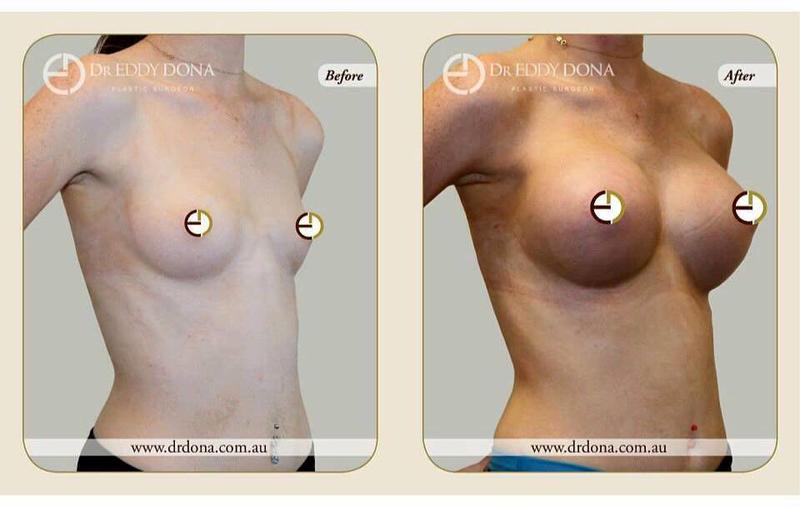 DR EDDY DONA
PLASTIC SURGEON
Before
www.drdona.com.au
DR EDDY DONA
PLASTIC SURGEON
After
www.drdona.com.au